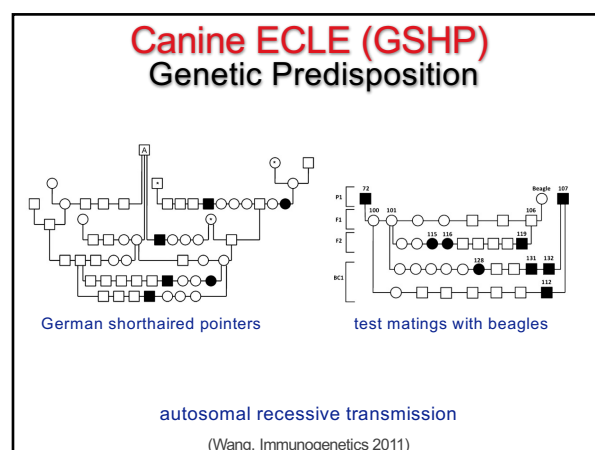 Canine ECLE (GSHP)
Genetic Predisposition
A
*
*
*
72
Beagle
107
P1
100
101
106
F1
115
116
119
F2
128
131
132
BC1
112
German shorthaired pointers
test matings with beagles
autosomal recessive transmission
(Wang, Immunogenetics 2011)